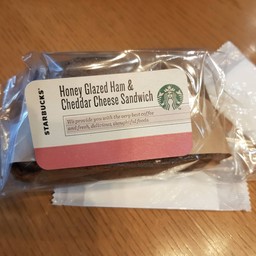 STARBUCKS®
Honey Glazed Ham &
Cheddar Cheese Sandwich
We provide you with the very best coffee
and fresh, delicious, thoughtful foods.